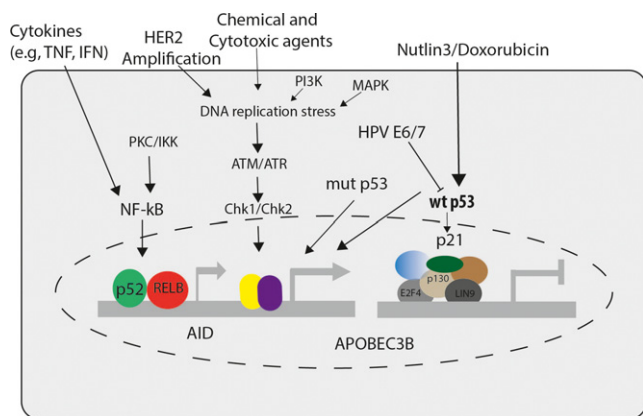 Cytokines
(e.g, TNF, IFN)
HER2
Amplification
Chemical and
Cytotoxic agents
Nutlin3/Doxorubicin
PI3K
MAPK
DNA replication stress
HPV E6/7
PKC/IKK
ATM/ATR
mut p53
wt p53
NF-kB
Chk1/Chk2
p21
p52
RELB
p130
E2F4
LIN9
AID
APOBEC3B